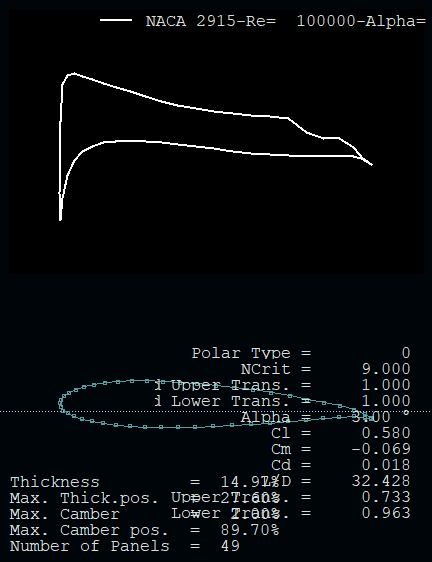 NACA 2915-Re=  100000-Alpha=
Polar Type = 0
NCrit = 9.000
Upper Trans. = 1.000
Lower Trans. = 1.000
Alpha = 3.00 °
Cl = 0.580
Cm = -0.069
Cd = 0.018
L/D = 32.428
Upper Trans. = 0.733
Lower Trans. = 0.963
Thickness = 14.97%
Max. Thick.pos. = 27.60%
Max. Camber = 2.00%
Max. Camber pos. = 89.70%
Number of Panels = 49